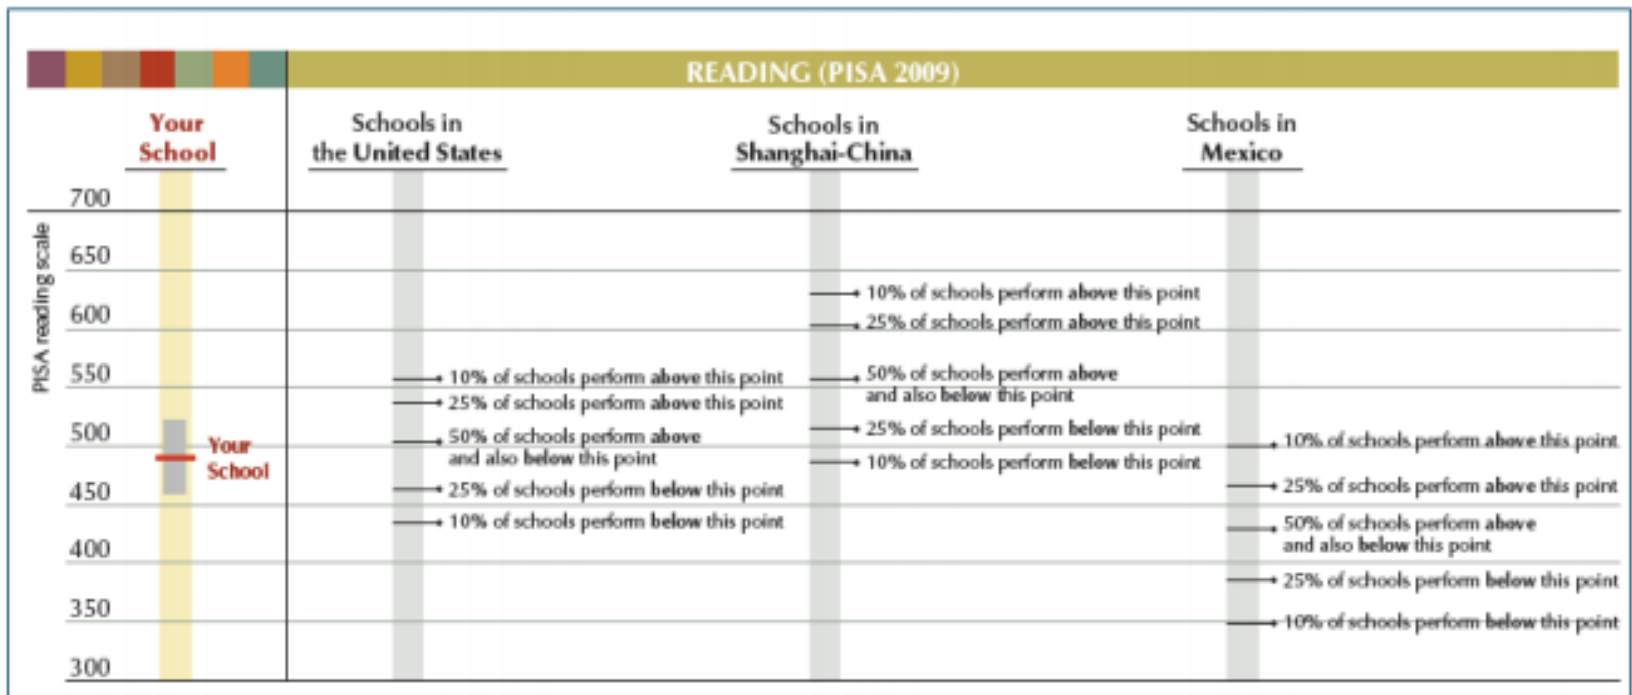 READING (PISA 2009)
Your
School
Schools in
the United States
Schools in
Shanghai-China
Schools in
Mexico
PISA reading scale
700
650
600
550
500
450
400
350
300
Your
School
10% of schools perform above this point
25% of schools perform above this point
50% of schools perform above
and also below this point
25% of schools perform below this point
10% of schools perform below this point
10% of schools perform above this point
25% of schools perform above this point
50% of schools perform above
and also below this point
25% of schools perform below this point
10% of schools perform below this point
10% of schools perform above this point
25% of schools perform above this point
50% of schools perform above
and also below this point
25% of schools perform below this point
10% of schools perform below this point